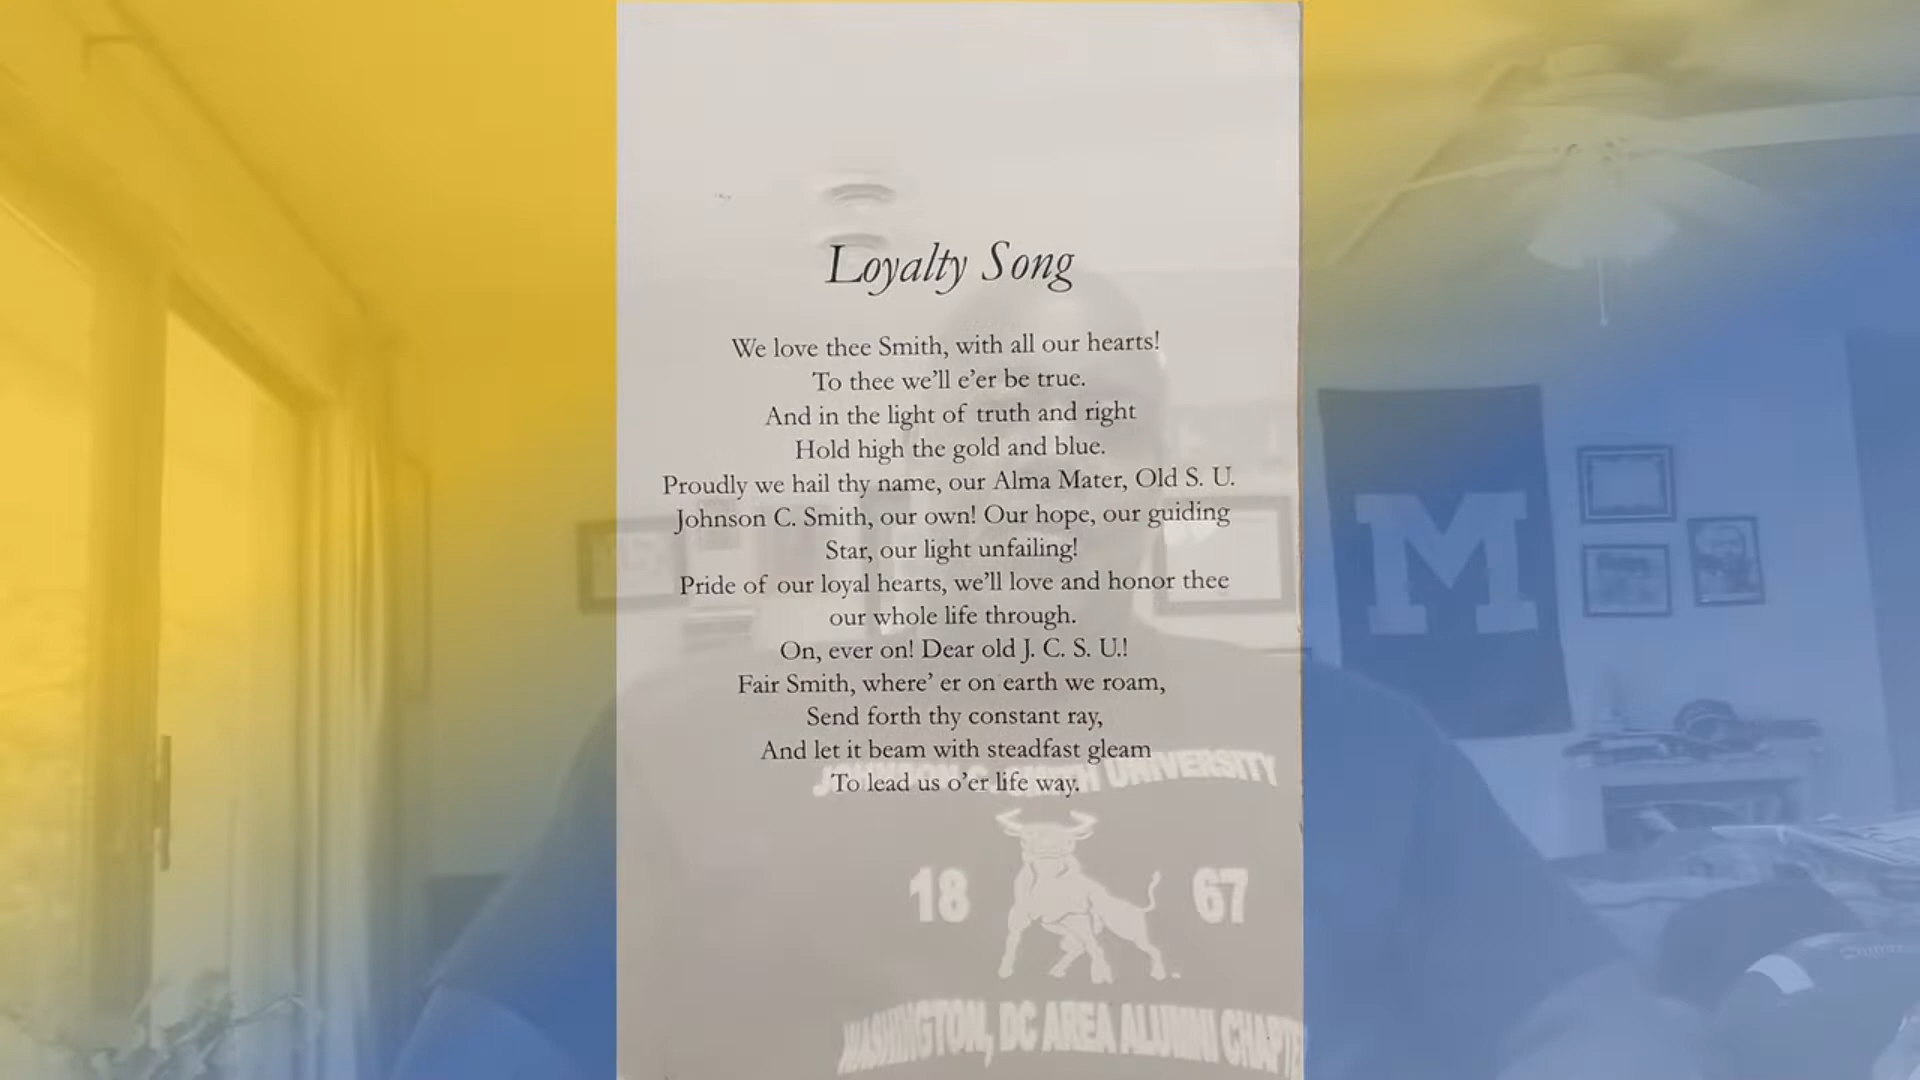 Loyalty Song
We love thee Smith, with all our hearts!
To thee we'll e'er be true.
And in the light of truth and right
Hold high the gold and blue.
Proudly we hail thy name, our Alma Mater, Old S. U.
Johnson C. Smith, our own! Our hope, our guiding
Star, our light unfailing!
Pride of our loyal hearts, we'll love and honor thee
our whole life through.
On, ever on! Dear old J. C. S. U.!
Fair Smith, where' er on earth we roam,
Send forth thy constant ray,
And let it beam with steadfast gleam
To lead us o'er life way.
JOHNSON C SMITH UNIVERSITY
18 67
WASHINGTON, DC AREA ALUMNI CHAPTE
M